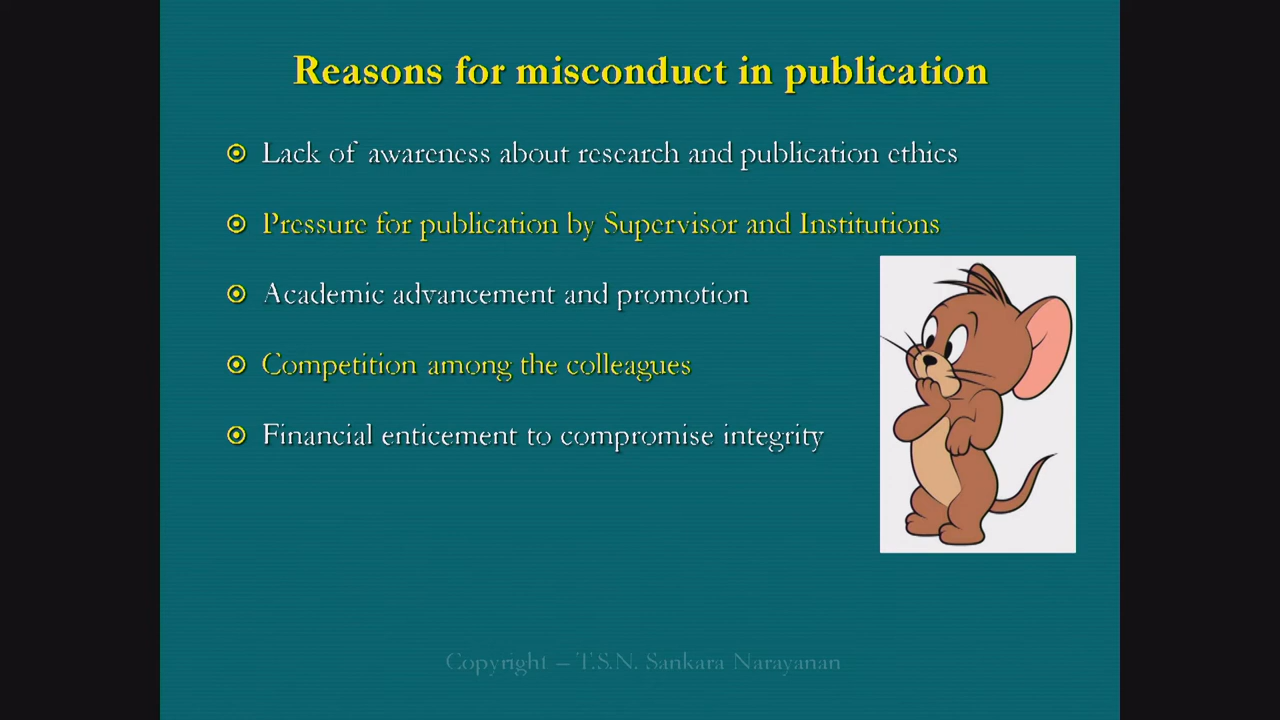 Reasons for misconduct in publication
Lack of awareness about research and publication ethics
Pressure for publication by Supervisor and Institutions
Academic advancement and promotion
Competition among the colleagues
Financial enticement to compromise integrity
Copyright – T.S.N. Sankara Narayanan